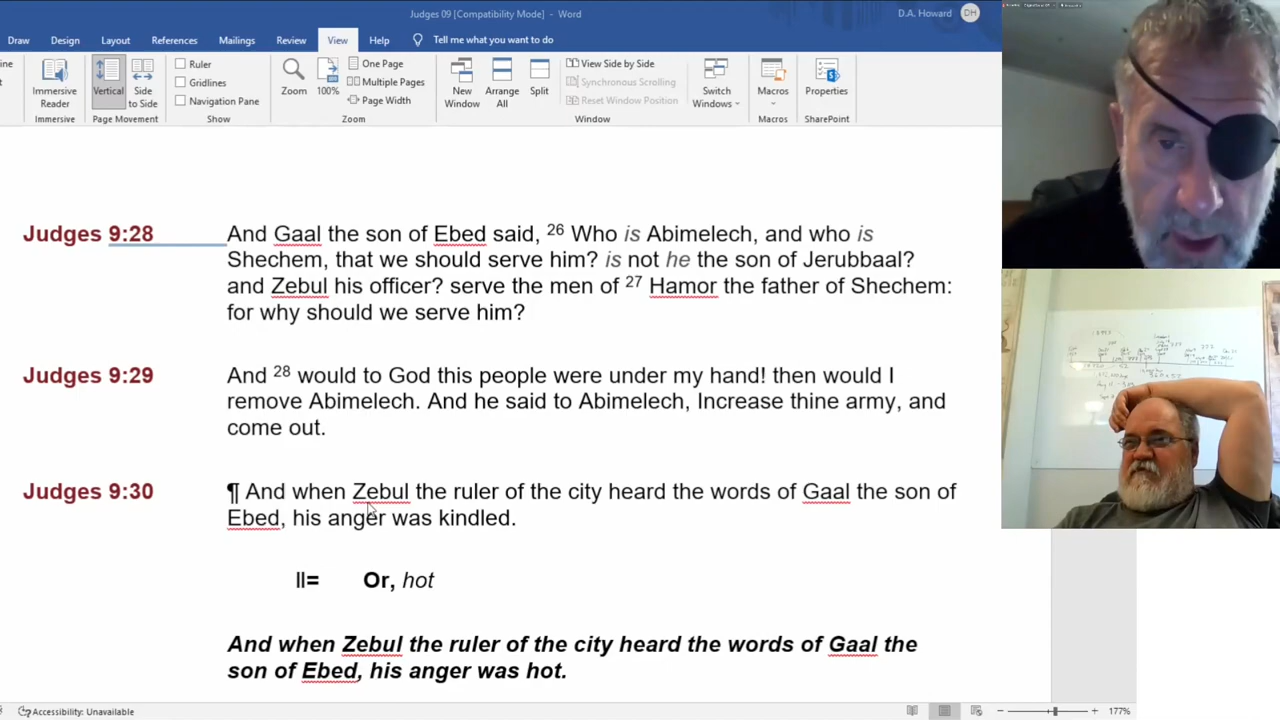 Judges 09 [Compatibility Mode] - Word
D.A. Howard
DH
Draw Design Layout References Mailings Review View Help Tell me what you want to do
Immersive Reader
Immersive
Vertical
Side to Side
Page Movement
Ruler
Gridlines
Navigation Pane
Show
Zoom
100%
One Page
Multiple Pages
Page Width
Zoom
New Window
Arrange All
Split
View Side by Side
Synchronous Scrolling
Reset Window Position
Switch Windows
Window
Macros
Macros
Properties
SharePoint
Judges 9:28 And Gaal the son of Ebed said, 26 Who is Abimelech, and who is
Shechem, that we should serve him? is not he the son of Jerubbaal?
and Zebul his officer? serve the men of 27 Hamor the father of Shechem:
for why should we serve him?
Judges 9:29 And 28 would to God this people were under my hand! then would I
remove Abimelech. And he said to Abimelech, Increase thine army, and
come out.
Judges 9:30 ¶ And when Zebul the ruler of the city heard the words of Gaal the son of
Ebed, his anger was kindled.
ǁ= Or, hot
And when Zebul the ruler of the city heard the words of Gaal the
son of Ebed, his anger was hot.
Accessibility: Unavailable
177%